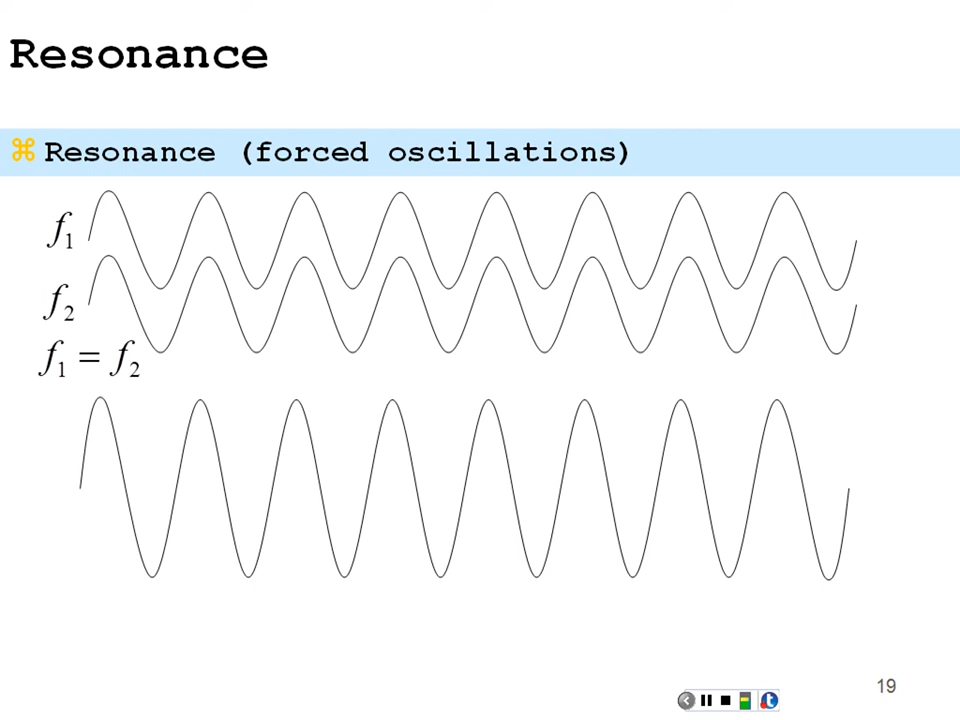 Resonance
Resonance (forced oscillations)
f₁
f₂
f₁ = f₂
19